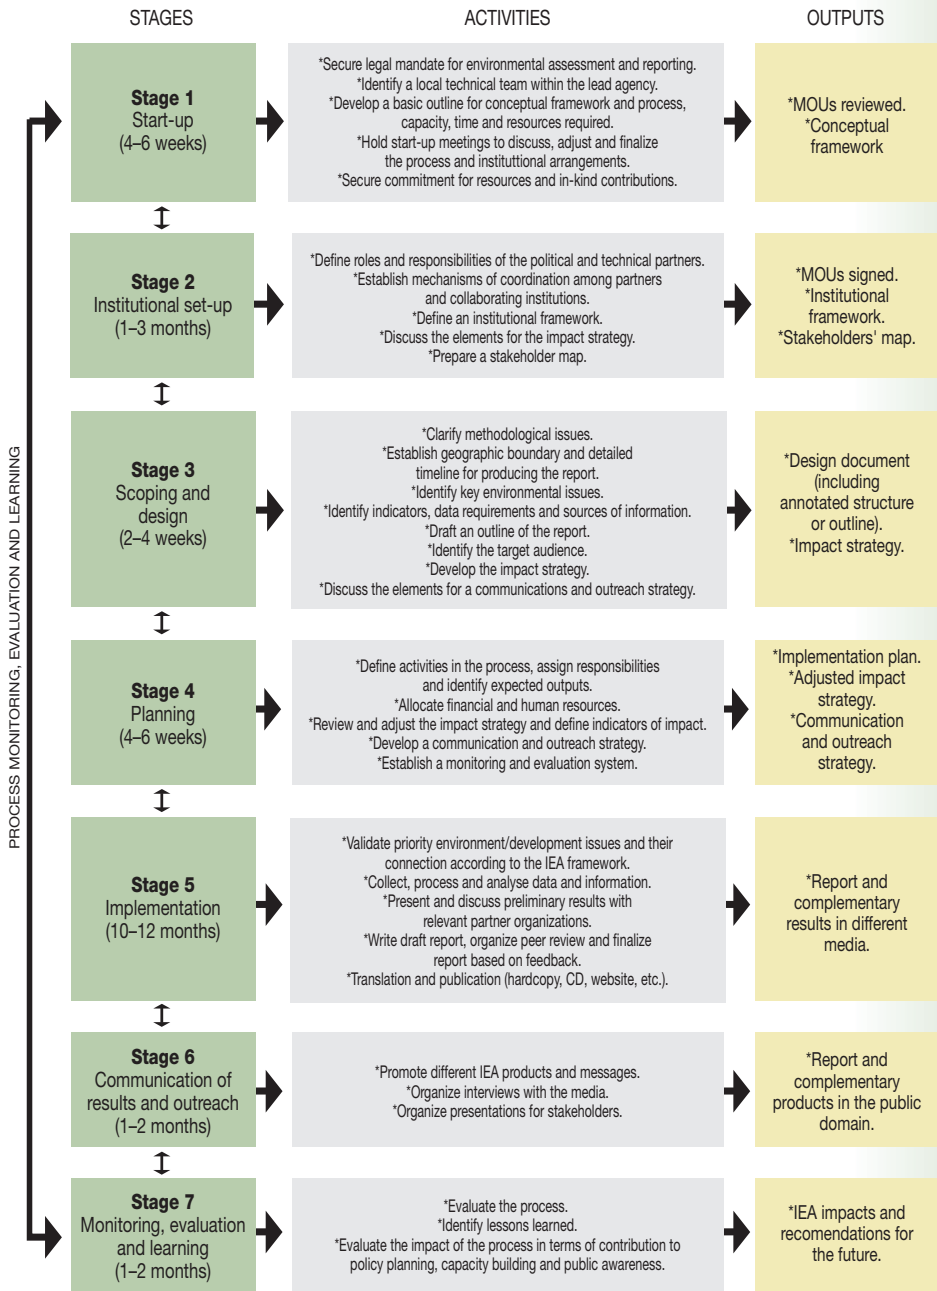 STAGES
ACTIVITIES
OUTPUTS
PROCESS MONITORING, EVALUATION AND LEARNING
Stage 1
Start-up
(4–6 weeks)
*Secure legal mandate for environmental assessment and reporting.
*Identify a local technical team within the lead agency.
*Develop a basic outline for conceptual framework and process,
capacity, time and resources required.
*Hold start-up meetings to discuss, adjust and finalize
the process and instituttional arrangements.
*Secure commitment for resources and in-kind contributions.
*MOUs reviewed.
*Conceptual
framework
Stage 2
Institutional set-up
(1–3 months)
*Define roles and responsibilities of the political and technical partners.
*Establish mechanisms of coordination among partners
and collaborating institutions.
*Define an institutional framework.
*Discuss the elements for the impact strategy.
*Prepare a stakeholder map.
*MOUs signed.
*Institutional
framework.
*Stakeholders' map.
Stage 3
Scoping and
design
(2–4 weeks)
*Clarify methodological issues.
*Establish geographic boundary and detailed
timeline for producing the report.
*Identify key environmental issues.
*Identify indicators, data requirements and sources of information.
*Draft an outline of the report.
*Identify the target audience.
*Develop the impact strategy.
*Discuss the elements for a communications and outreach strategy.
*Design document
(including
annotated structure
or outline).
*Impact strategy.
Stage 4
Planning
(4–6 weeks)
*Define activities in the process, assign responsibilities
and identify expected outputs.
*Allocate financial and human resources.
*Review and adjust the impact strategy and define indicators of impact.
*Develop a communication and outreach strategy.
*Establish a monitoring and evaluation system.
*Implementation plan.
*Adjusted impact
strategy.
*Communication
and outreach
strategy.
Stage 5
Implementation
(10–12 months)
*Validate priority environment/development issues and their
connection according to the IEA framework.
*Collect, process and analyse data and information.
*Present and discuss preliminary results with
relevant partner organizations.
*Write draft report, organize peer review and finalize
report based on feedback.
*Translation and publication (hardcopy, CD, website, etc.).
*Report and
complementary
results in different
media.
Stage 6
Communication of
results and outreach
(1–2 months)
*Promote different IEA products and messages.
*Organize interviews with the media.
*Organize presentations for stakeholders.
*Report and
complementary
products in the public
domain.
Stage 7
Monitoring, evaluation
and learning
(1–2 months)
*Evaluate the process.
*Identify lessons learned.
*Evaluate the impact of the process in terms of contribution to
policy planning, capacity building and public awareness.
*IEA impacts and
recomendations for
the future.